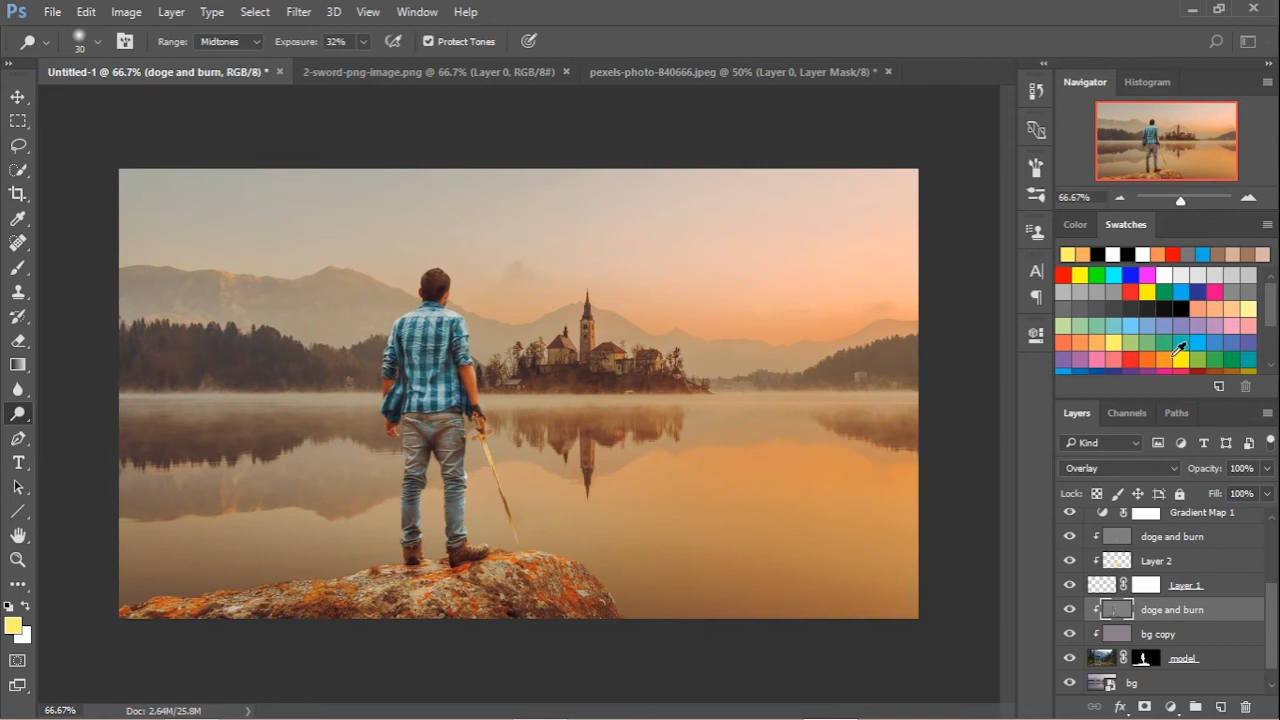 Ps File Edit Image Layer Type Select Filter 3D View Window Help
30 Range: Midtones Exposure: 32% Protect Tones
Untitled-1 @ 66.7% (doge and burn, RGB/8) * × 2-sword-png-image.png @ 66.7% (Layer 0, RGB/8#) × pexels-photo-840666.jpeg @ 50% (Layer 0, Layer Mask/8) * ×
Navigator Histogram
66.67%
Color Swatches
Layers Channels Paths
Kind
Overlay Opacity: 100%
Lock: Fill: 100%
Gradient Map 1
doge and burn
Layer 2
Layer 1
doge and burn
bg copy
model
bg
66.67% Doc: 2.64M/25.8M